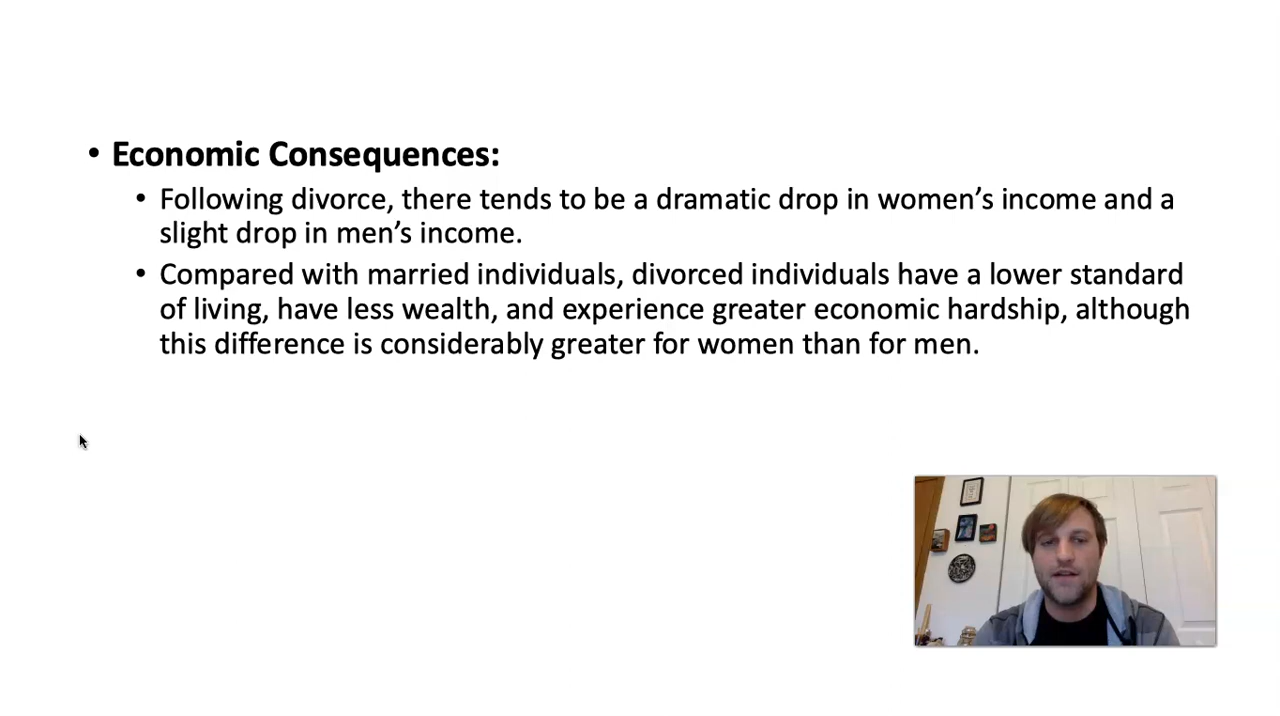 • Economic Consequences:
• Following divorce, there tends to be a dramatic drop in women’s income and a
slight drop in men’s income.
• Compared with married individuals, divorced individuals have a lower standard
of living, have less wealth, and experience greater economic hardship, although
this difference is considerably greater for women than for men.